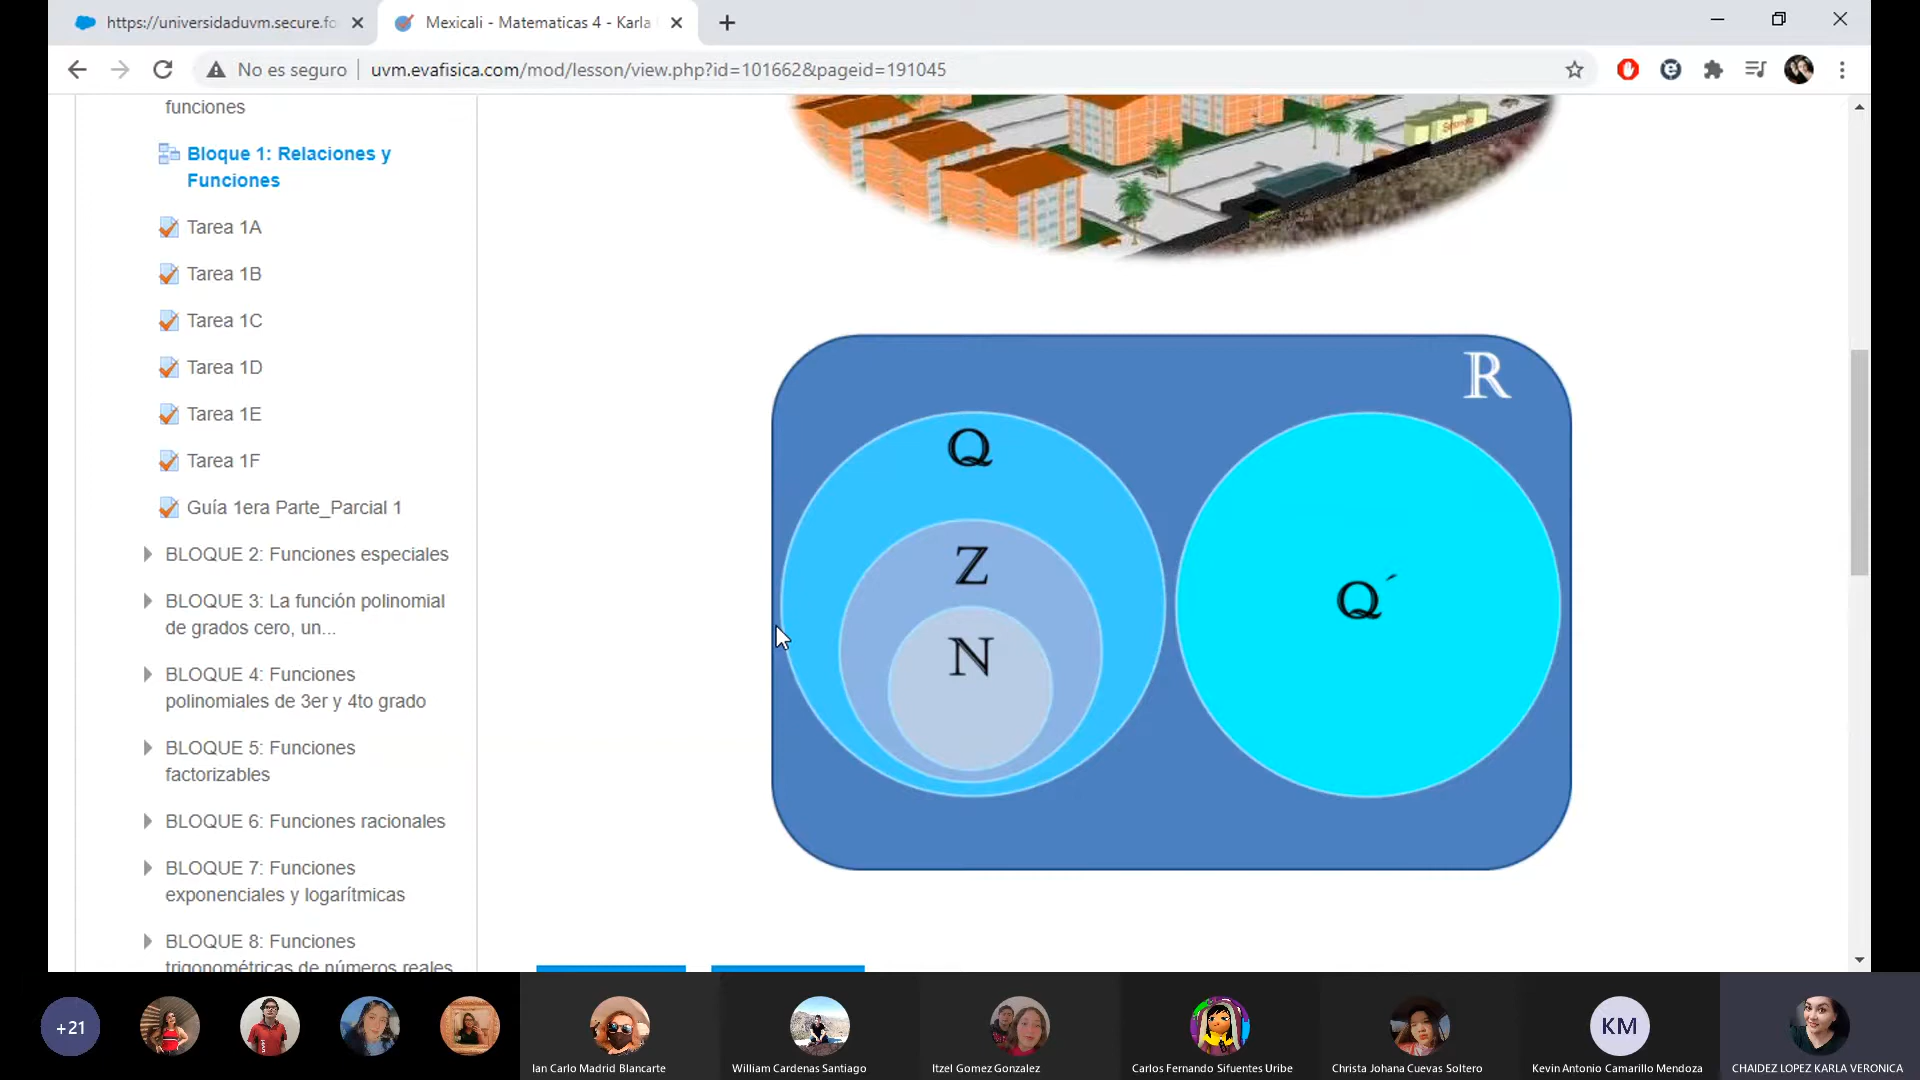 https://universidaduvm.secure.fo
Mexicali - Matematicas 4 - Karla
No es seguro
uvm.evafisica.com/mod/lesson/view.php?id=101662&pageid=191045
funciones
Bloque 1: Relaciones y
Funciones
Tarea 1A
Tarea 1B
Tarea 1C
Tarea 1D
Tarea 1E
Tarea 1F
Guía 1era Parte_Parcial 1
BLOQUE 2: Funciones especiales
BLOQUE 3: La función polinomial
de grados cero, un...
BLOQUE 4: Funciones
polinomiales de 3er y 4to grado
BLOQUE 5: Funciones
factorizables
BLOQUE 6: Funciones racionales
BLOQUE 7: Funciones
exponenciales y logarítmicas
BLOQUE 8: Funciones
trigonométricas de números reales
R
Q
Z
N
Q´
+21
Ian Carlo Madrid Blancarte
William Cardenas Santiago
Itzel Gomez Gonzalez
Carlos Fernando Sifuentes Uribe
Christa Johana Cuevas Soltero
KM
Kevin Antonio Camarillo Mendoza
CHAIDEZ LOPEZ KARLA VERONICA